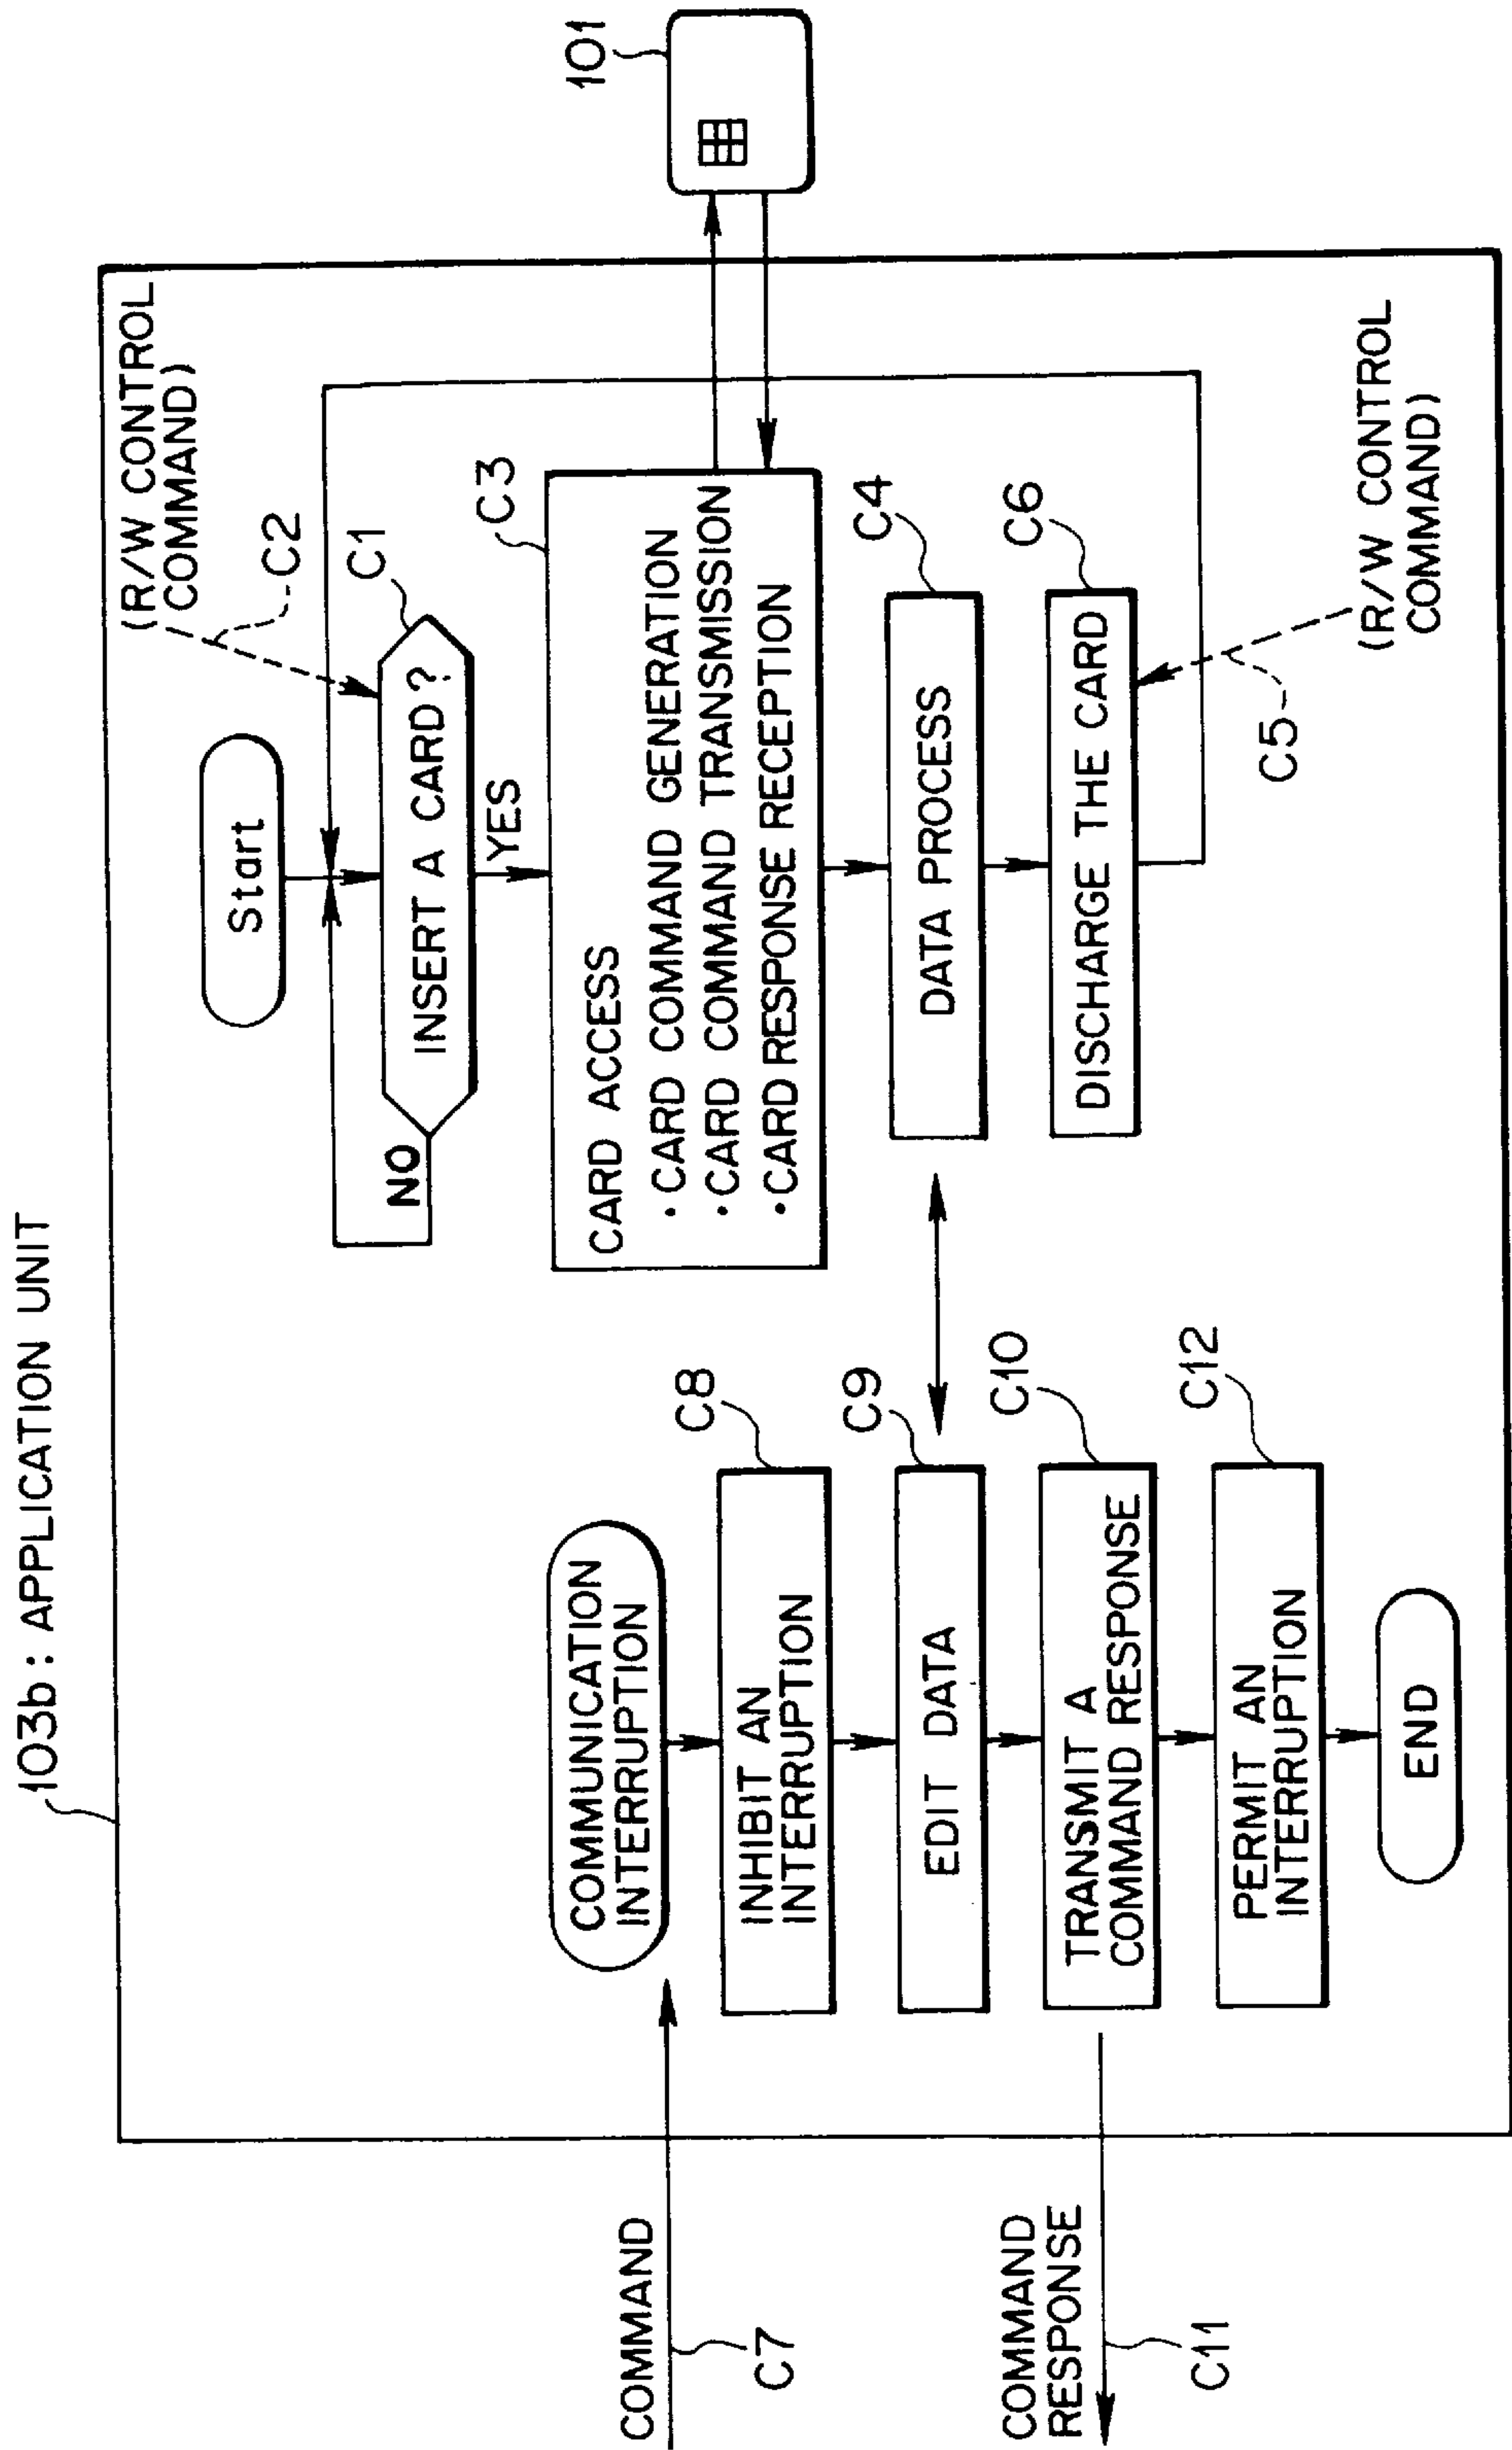 103b: APPLICATION UNIT
COMMAND
C7
COMMAND
RESPONSE
C11
COMMUNICATION
INTERRUPTION
INHIBIT AN
INTERRUPTION
C8
EDIT DATA
C9
TRANSMIT A
COMMAND RESPONSE
C10
PERMIT AN
INTERRUPTION
C12
END
Start
(R/W CONTROL
COMMAND)
C2
INSERT A CARD?
C1
NO
YES
C3
CARD ACCESS
· CARD COMMAND GENERATION
· CARD COMMAND TRANSMISSION
· CARD RESPONSE RECEPTION
DATA PROCESS
C4
DISCHARGE THE CARD
C6
C5
(R/W CONTROL
COMMAND)
101